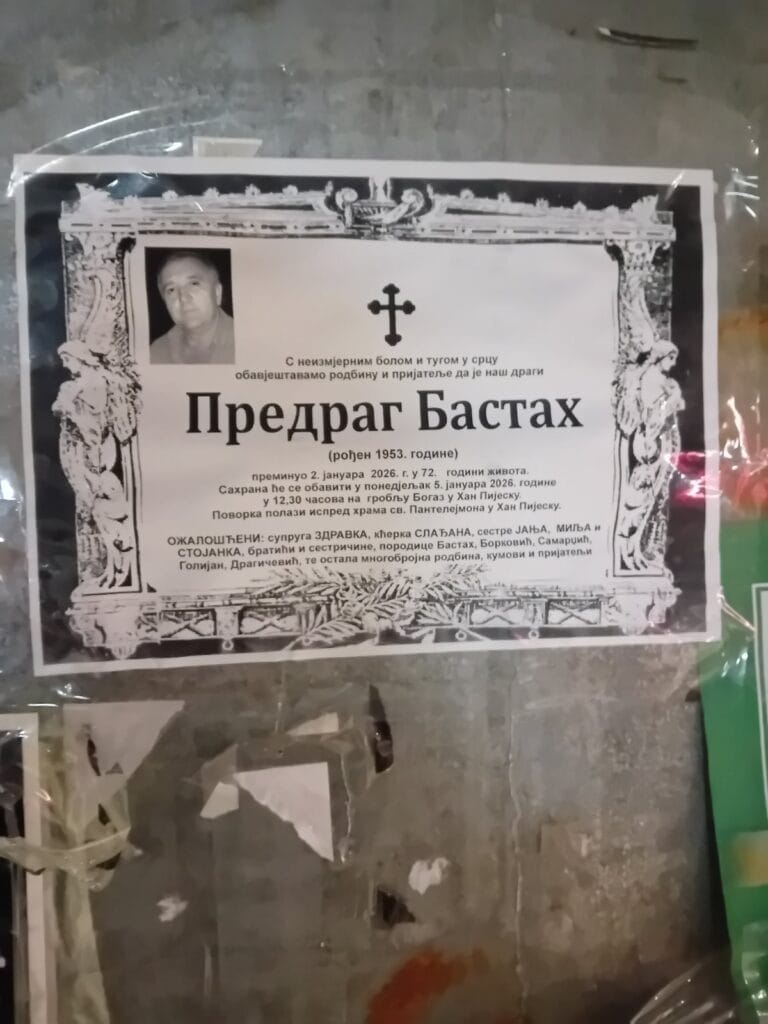 С неизмјерним болом и тугом у срцу
обавјештавамо родбину и пријатеље да је наш драги
Предраг Бастах
(рођен 1953. године)
преминуо 2. јануара 2026. г. у 72. години живота.
Сахрана ће се обавити у понедјељак 5. јануара 2026. године
у 12,30 часова на гробљу Богаз у Хан Пијеску.
Поворка полази испред храма св. Пантелејмона у Хан Пијеску.
ОЖАЛОШЋЕНИ: супруга ЗДРАВКА, кћерка СЛАЂАНА, сестре ЈАЊА, МИЉА и
СТОЈАНКА, братићи и сестричине, породице Бастах, Борковић, Самарџић,
Голијан, Драгичевић, те остала многобројна родбина, кумови и пријатељи